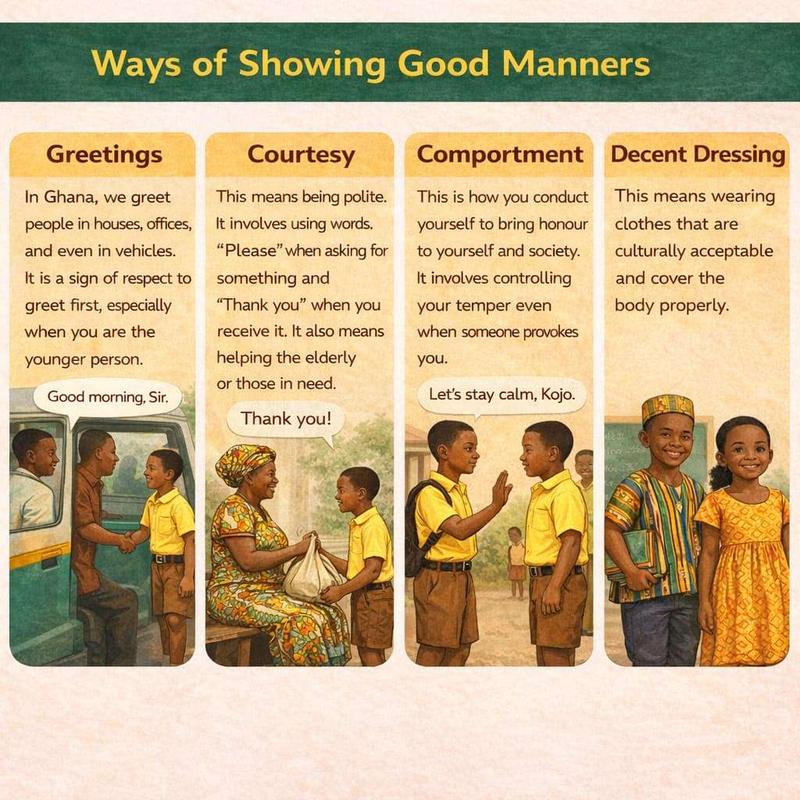 Ways of Showing Good Manners
Greetings
In Ghana, we greet
people in houses, offices,
and even in vehicles.
It is a sign of respect to
greet first, especially
when you are the
younger person.
Good morning, Sir.
Courtesy
This means being polite.
It involves using words.
“Please” when asking for
something and
“Thank you” when you
receive it. It also means
helping the elderly
or those in need.
Thank you!
Comportment
This is how you conduct
yourself to bring honour
to yourself and society.
It involves controlling
your temper even
when someone provokes
you.
Let's stay calm, Kojo.
Decent Dressing
This means wearing
clothes that are
culturally acceptable
and cover the
body properly.